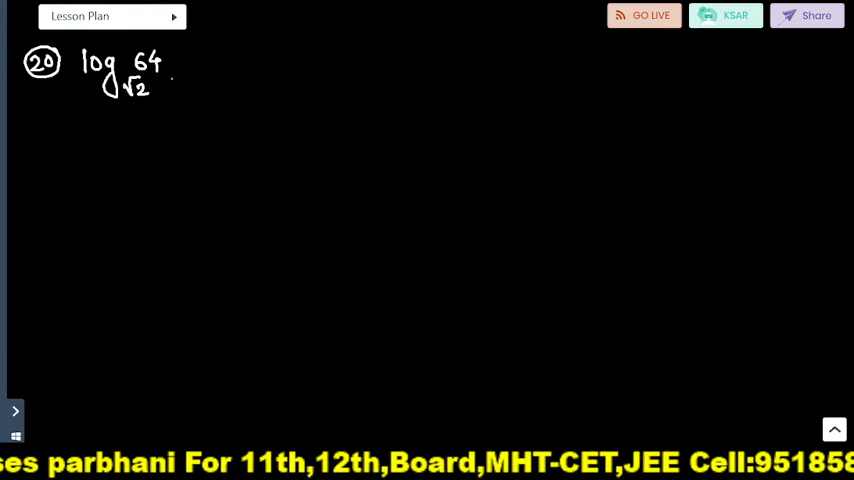 Lesson Plan
GO LIVE
KSAR
Share
20 log 64
√2
ses parbhani For 11th,12th,Board,MHT-CET,JEE Cell:951858